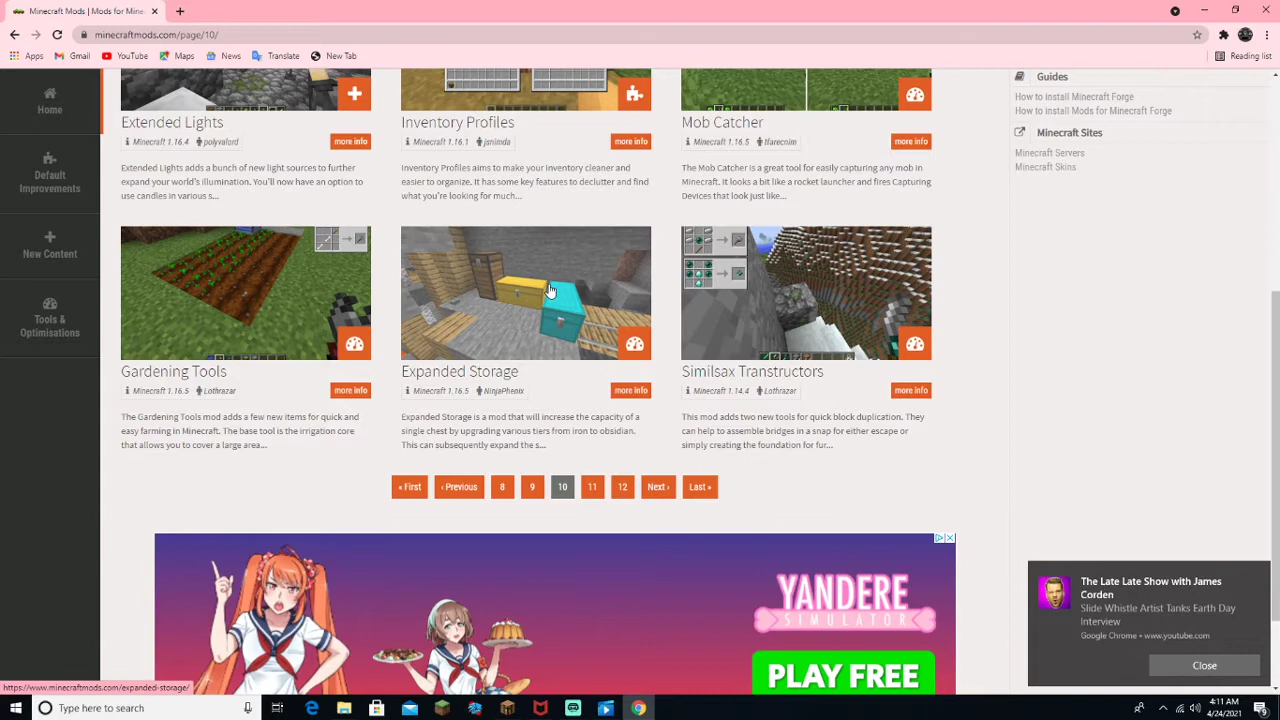 Minecraft Mods | Mods for Minec
minecraftmods.com/page/10/
Apps Gmail YouTube Maps News Translate New Tab Reading list
Home
Default
Improvements
New Content
Tools &
Optimisations
Extended Lights
Minecraft 1.16.4 polyvalord
more info
Extended Lights adds a bunch of new light sources to further
expand your world's illumination. You'll now have an option to
use candles in various s...
Inventory Profiles
Minecraft 1.16.1 jsnimda
more info
Inventory Profiles aims to make your inventory cleaner and
easier to organize. It has some key features to declutter and find
what you're looking for much...
Mob Catcher
Minecraft 1.16.5 tfarecnim
more info
The Mob Catcher is a great tool for easily capturing any mob in
Minecraft. It looks a bit like a rocket launcher and fires Capturing
Devices that look just like...
Gardening Tools
Minecraft 1.16.5 Lothrazar
more info
The Gardening Tools mod adds a few new items for quick and
easy farming in Minecraft. The base tool is the irrigation core
that allows you to cover a large area...
Expanded Storage
Minecraft 1.16.5 NinjaPhenix
more info
Expanded Storage is a mod that will increase the capacity of a
single chest by upgrading various tiers from iron to obsidian.
This can subsequently expand the s...
Similsax Transtructors
Minecraft 1.14.4 Lothrazar
more info
This mod adds two new tools for quick block duplication. They
can help to assemble bridges in a snap for either escape or
simply creating the foundation for fur...
« First ‹ Previous 8 9 10 11 12 Next › Last »
Guides
How to install Minecraft Forge
How to install Mods for Minecraft Forge
Minecraft Sites
Minecraft Servers
Minecraft Skins
YANDERE
SIMULATOR
PLAY FREE
The Late Late Show with James
Corden
Slide Whistle Artist Tanks Earth Day
Interview
Google Chrome • www.youtube.com
Close
https://www.minecraftmods.com/expanded-storage/
Type here to search
4:11 AM
4/24/2021